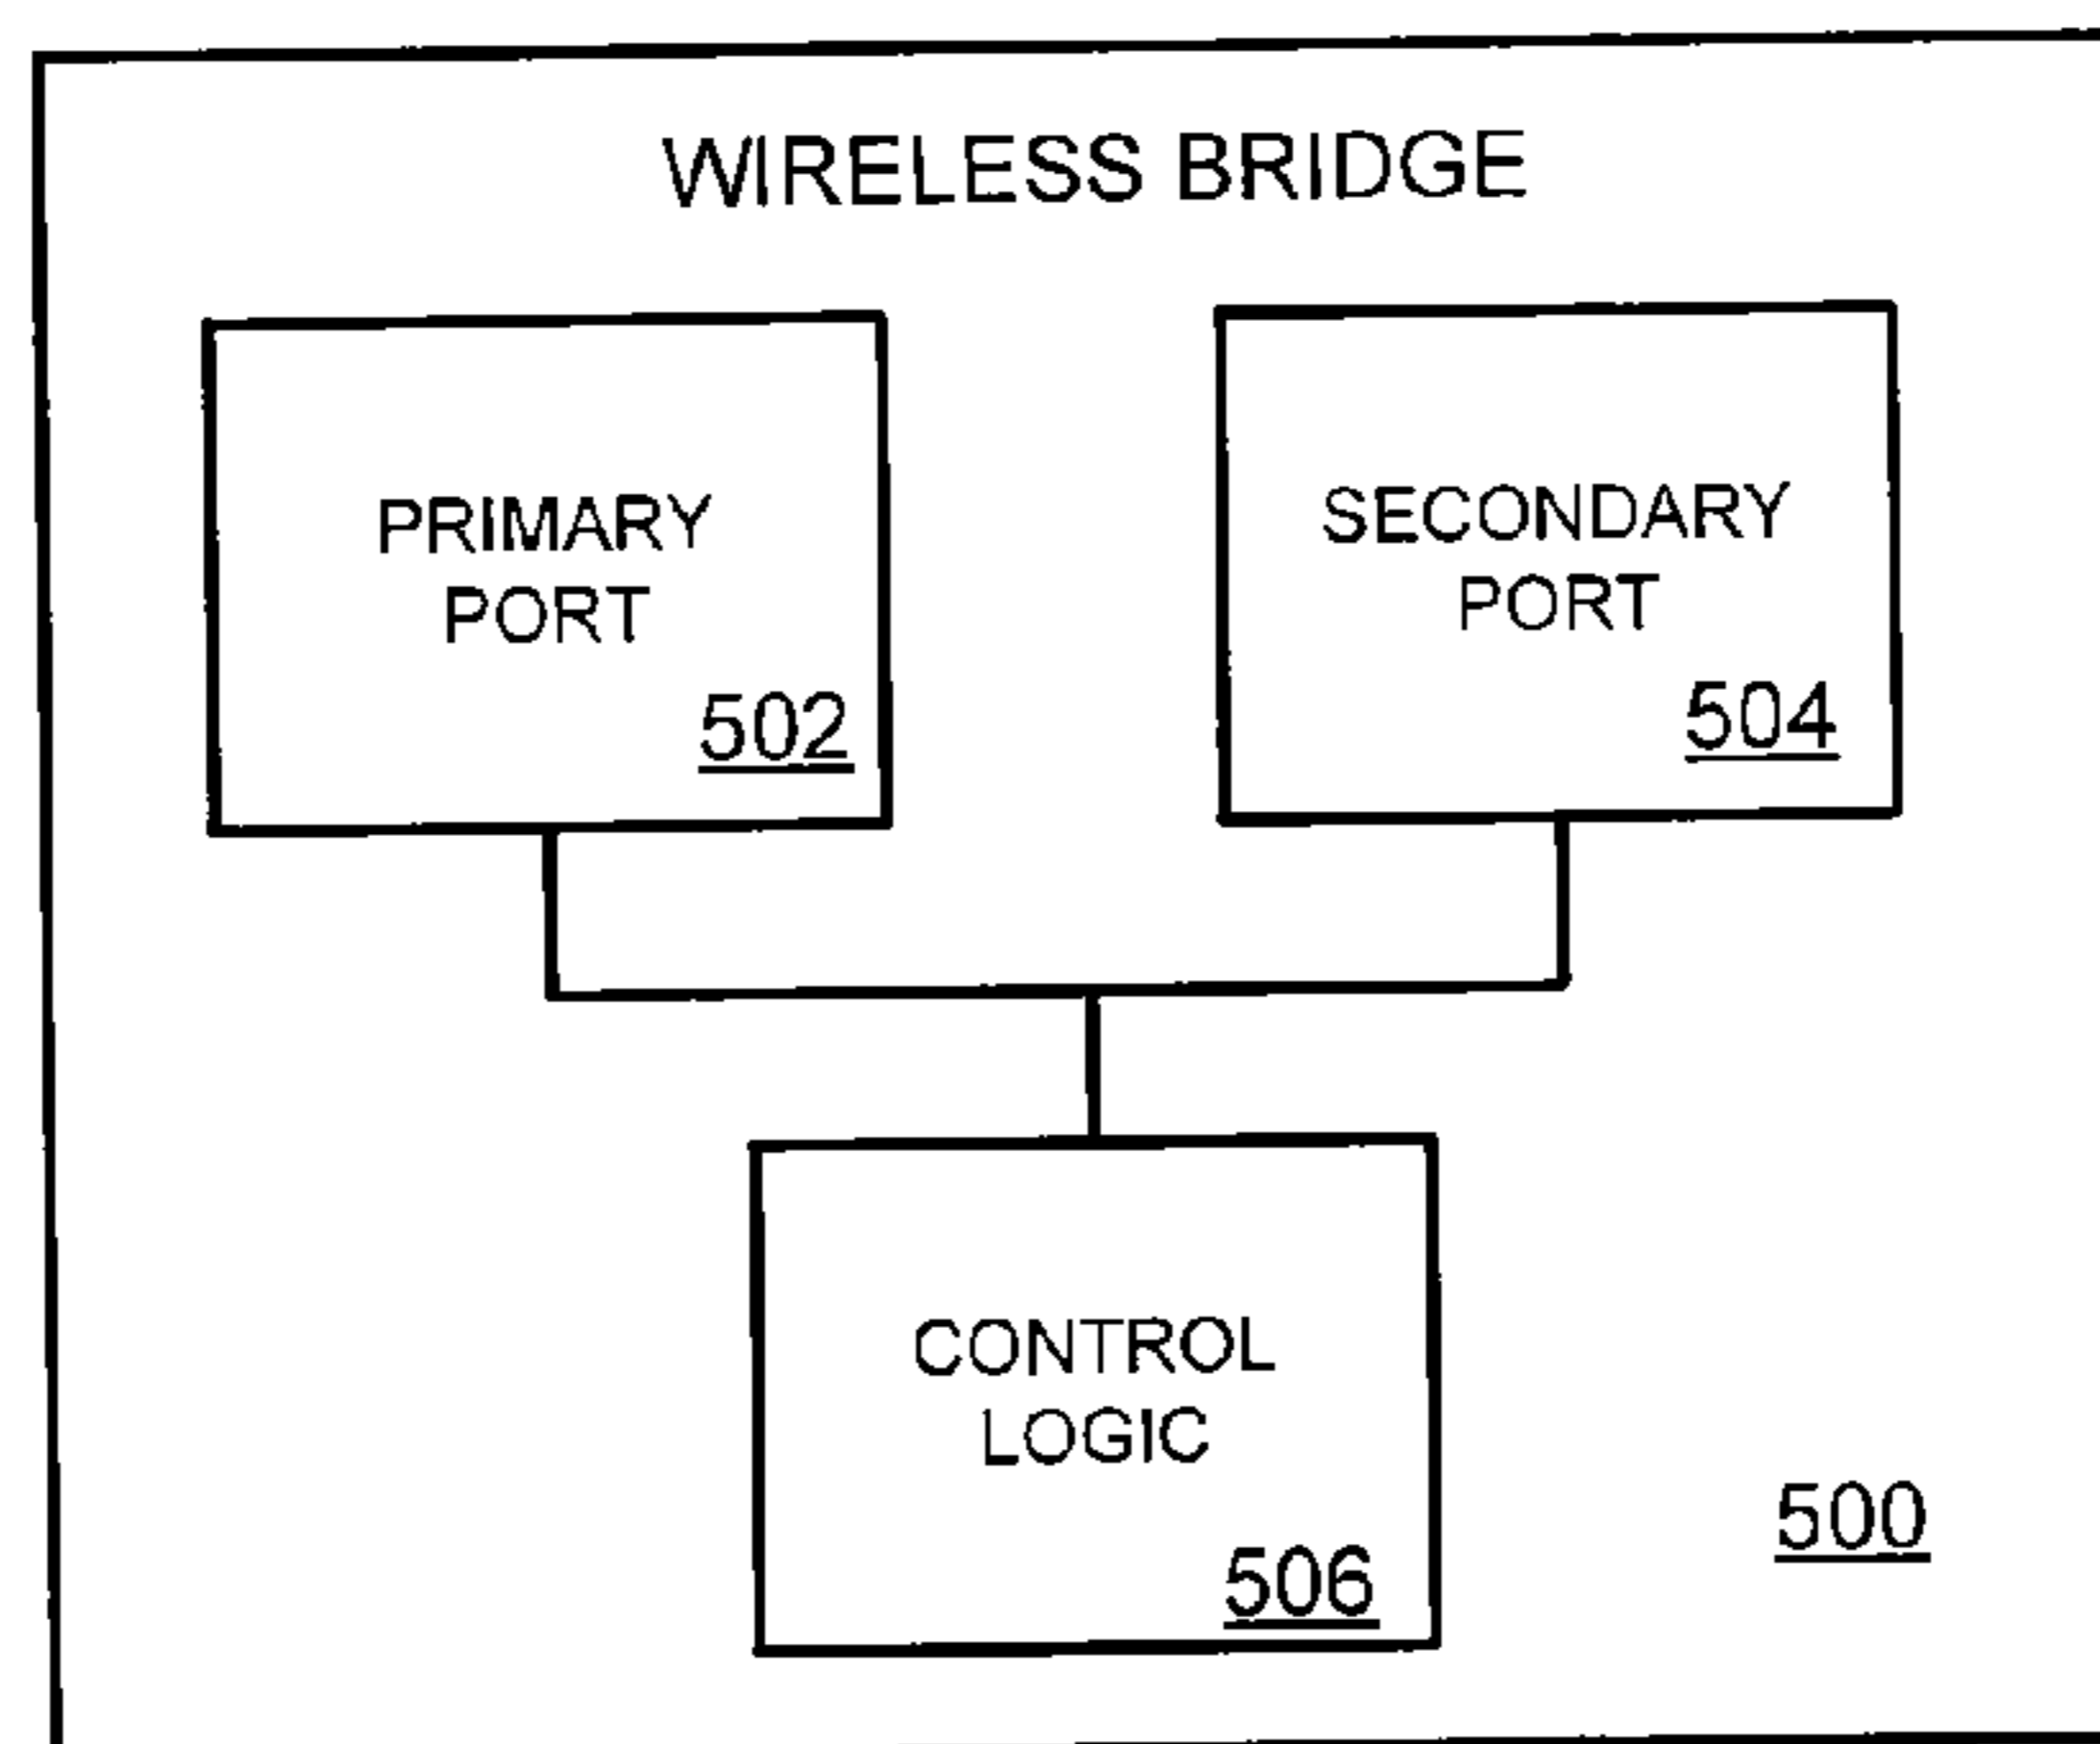 WIRELESS BRIDGE
PRIMARY
PORT
502
SECONDARY
PORT
504
CONTROL
LOGIC
506
500